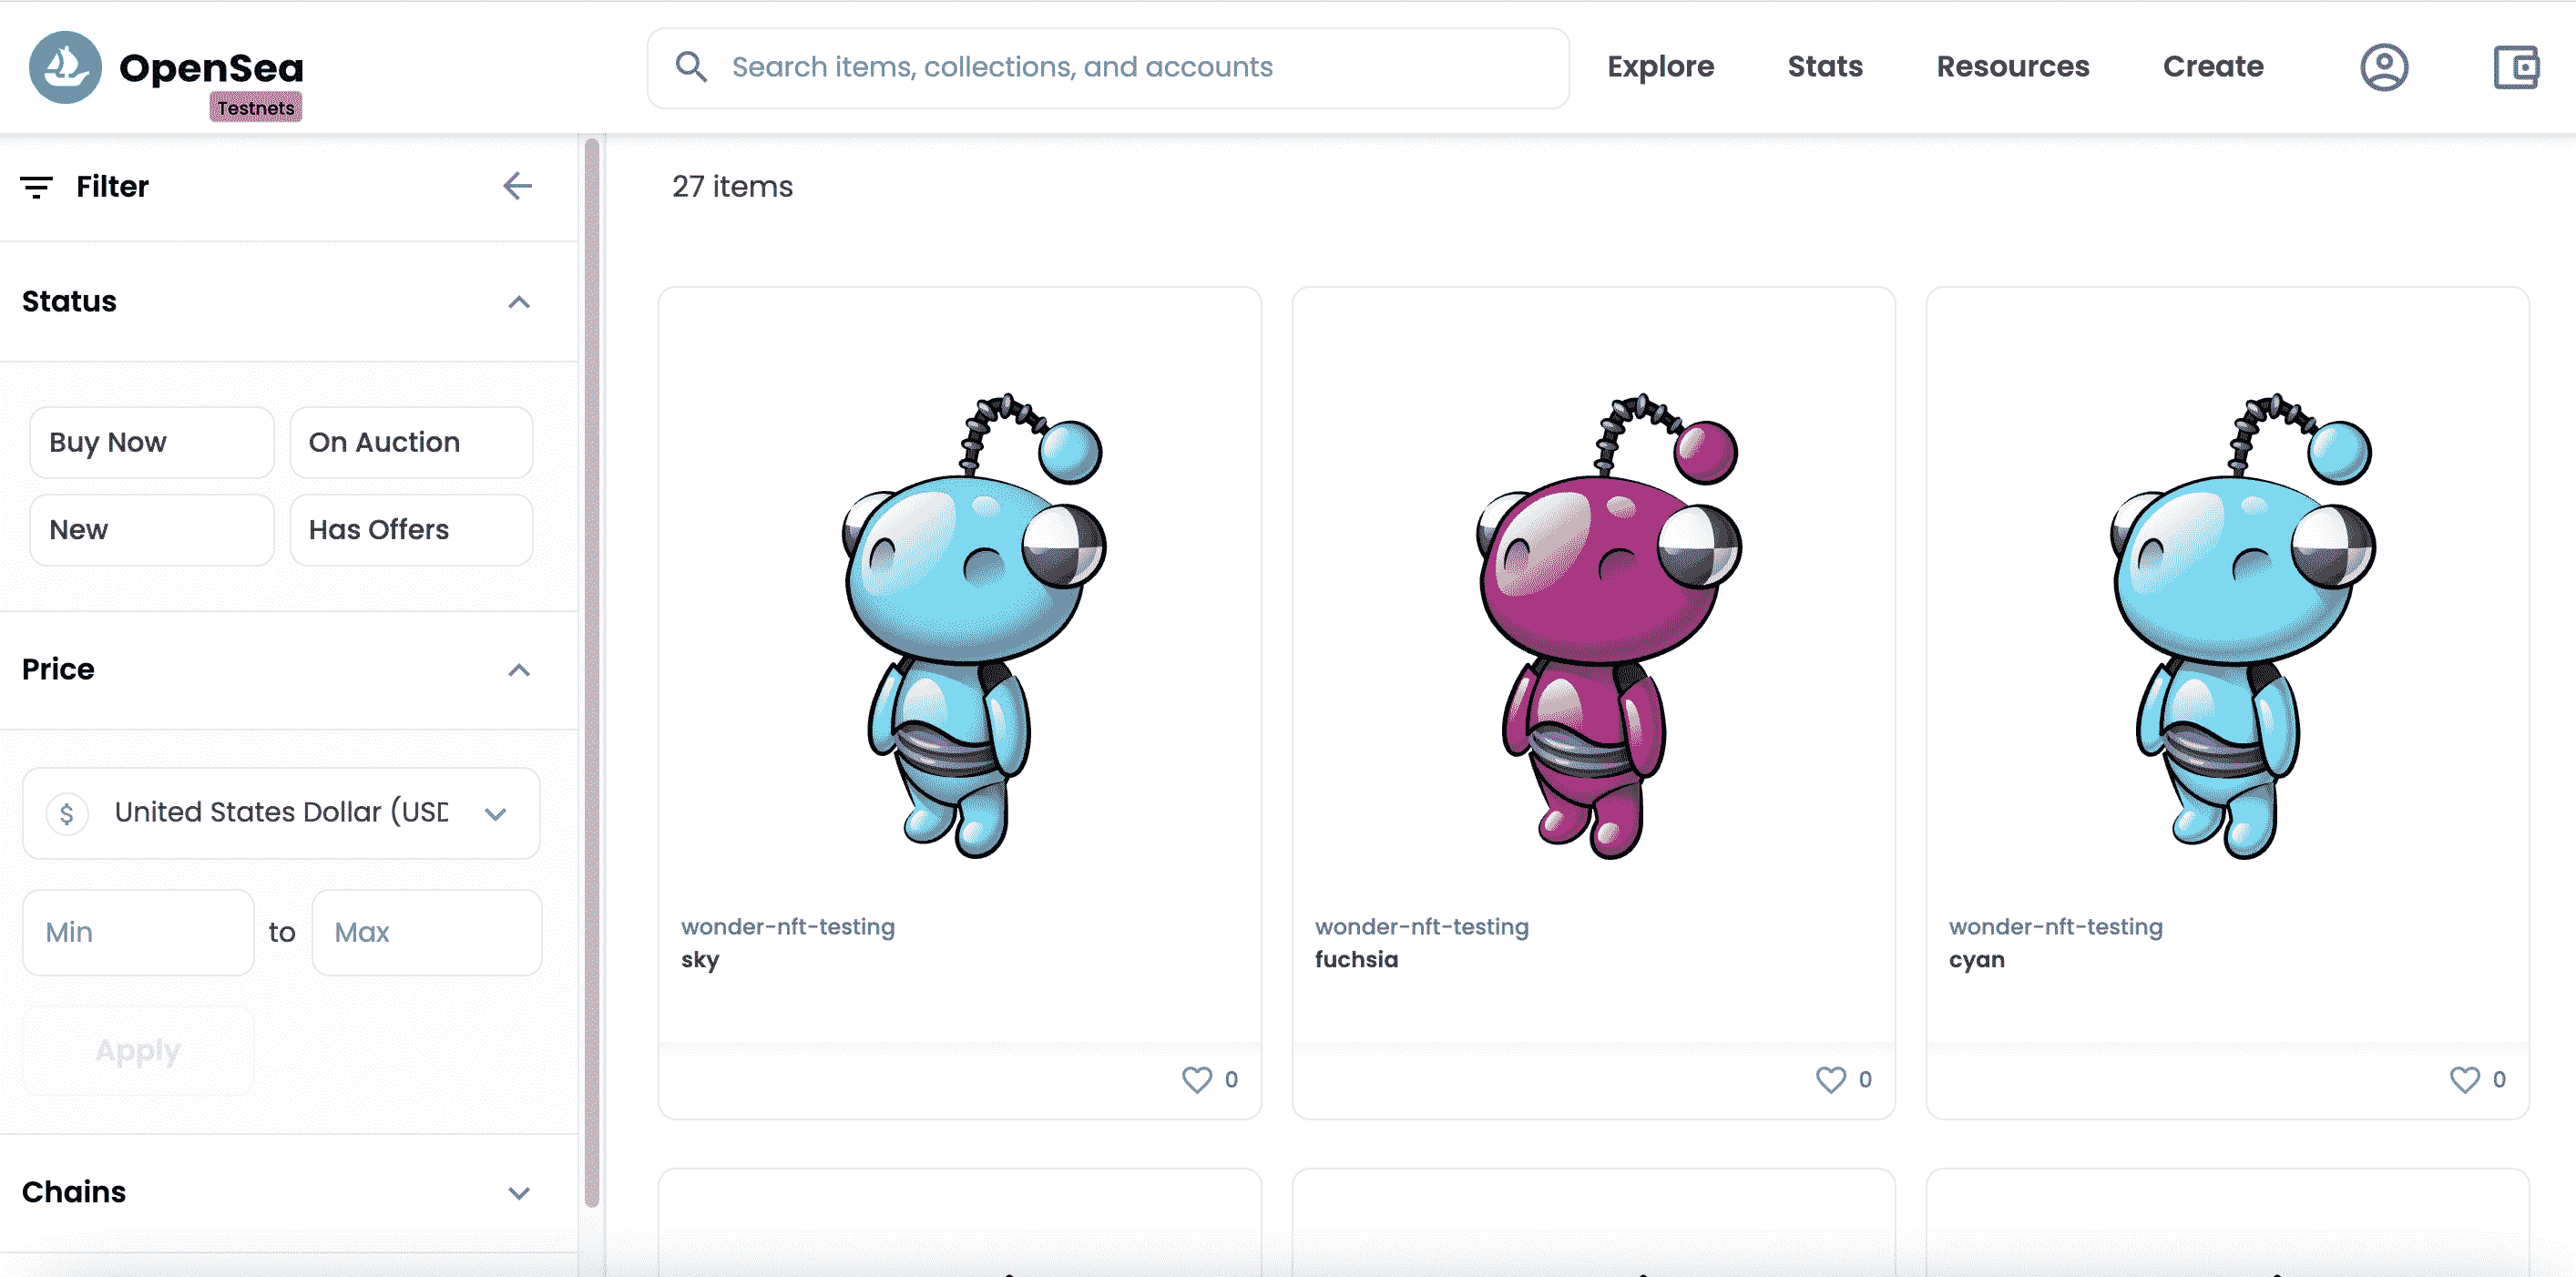 OpenSea
Testnets
Search items, collections, and accounts
Explore
Stats
Resources
Create
Filter
27 items
Status
Buy Now
On Auction
New
Has Offers
Price
$ United States Dollar (USD
Min to Max
Apply
Chains
wonder-nft-testing
sky
0
wonder-nft-testing
fuchsia
0
wonder-nft-testing
cyan
0